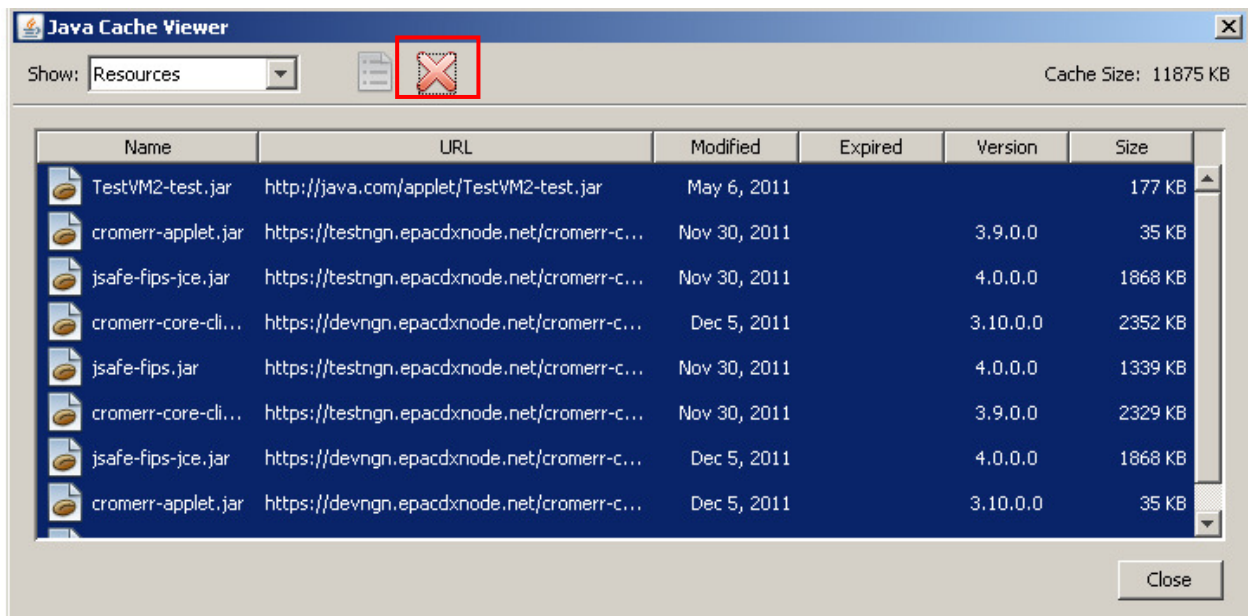 Java Cache Viewer
Show: Resources Cache Size: 11875 KB
Name URL Modified Expired Version Size
TestVM2-test.jar http://java.com/applet/TestVM2-test.jar May 6, 2011 177 KB
cromerr-applet.jar https://testngn.epacdxnode.net/cromerr-c... Nov 30, 2011 3.9.0.0 35 KB
jsafe-fips-jce.jar https://testngn.epacdxnode.net/cromerr-c... Nov 30, 2011 4.0.0.0 1868 KB
cromerr-core-cli... https://devngn.epacdxnode.net/cromerr-c... Dec 5, 2011 3.10.0.0 2352 KB
jsafe-fips.jar https://testngn.epacdxnode.net/cromerr-c... Nov 30, 2011 4.0.0.0 1339 KB
cromerr-core-cli... https://testngn.epacdxnode.net/cromerr-c... Nov 30, 2011 3.9.0.0 2329 KB
jsafe-fips-jce.jar https://devngn.epacdxnode.net/cromerr-c... Dec 5, 2011 4.0.0.0 1868 KB
cromerr-applet.jar https://devngn.epacdxnode.net/cromerr-c... Dec 5, 2011 3.10.0.0 35 KB
Close